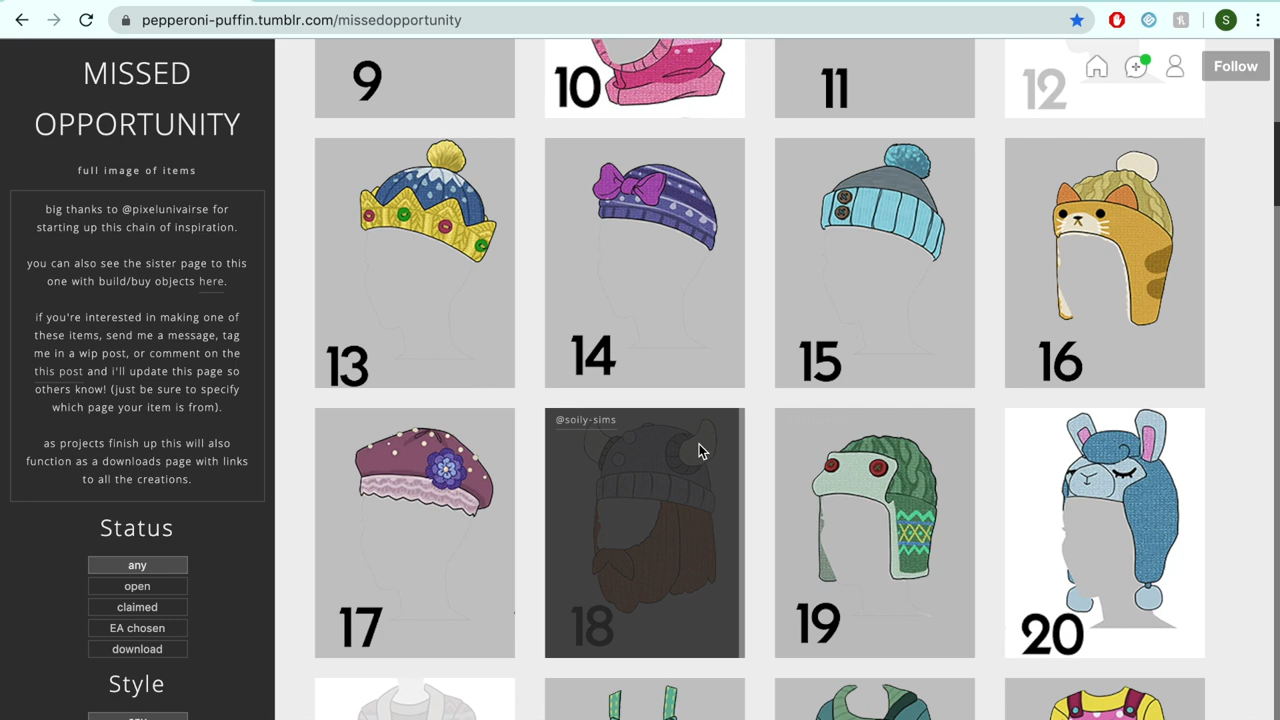 pepperoni-puffin.tumblr.com/missedopportunity
S
MISSED
OPPORTUNITY
full image of items
big thanks to @pixelunivairse for
starting up this chain of inspiration.
you can also see the sister page to this
one with build/buy objects here.
if you're interested in making one of
these items, send me a message, tag
me in a wip post, or comment on the
this post and i'll update this page so
others know! (just be sure to specify
which page your item is from).
as projects finish up this will also
function as a downloads page with links
to all the creations.
Status
any
open
claimed
EA chosen
download
Style
Follow
9
10
11
12
13
14
15
16
17
@soily-sims
18
19
20